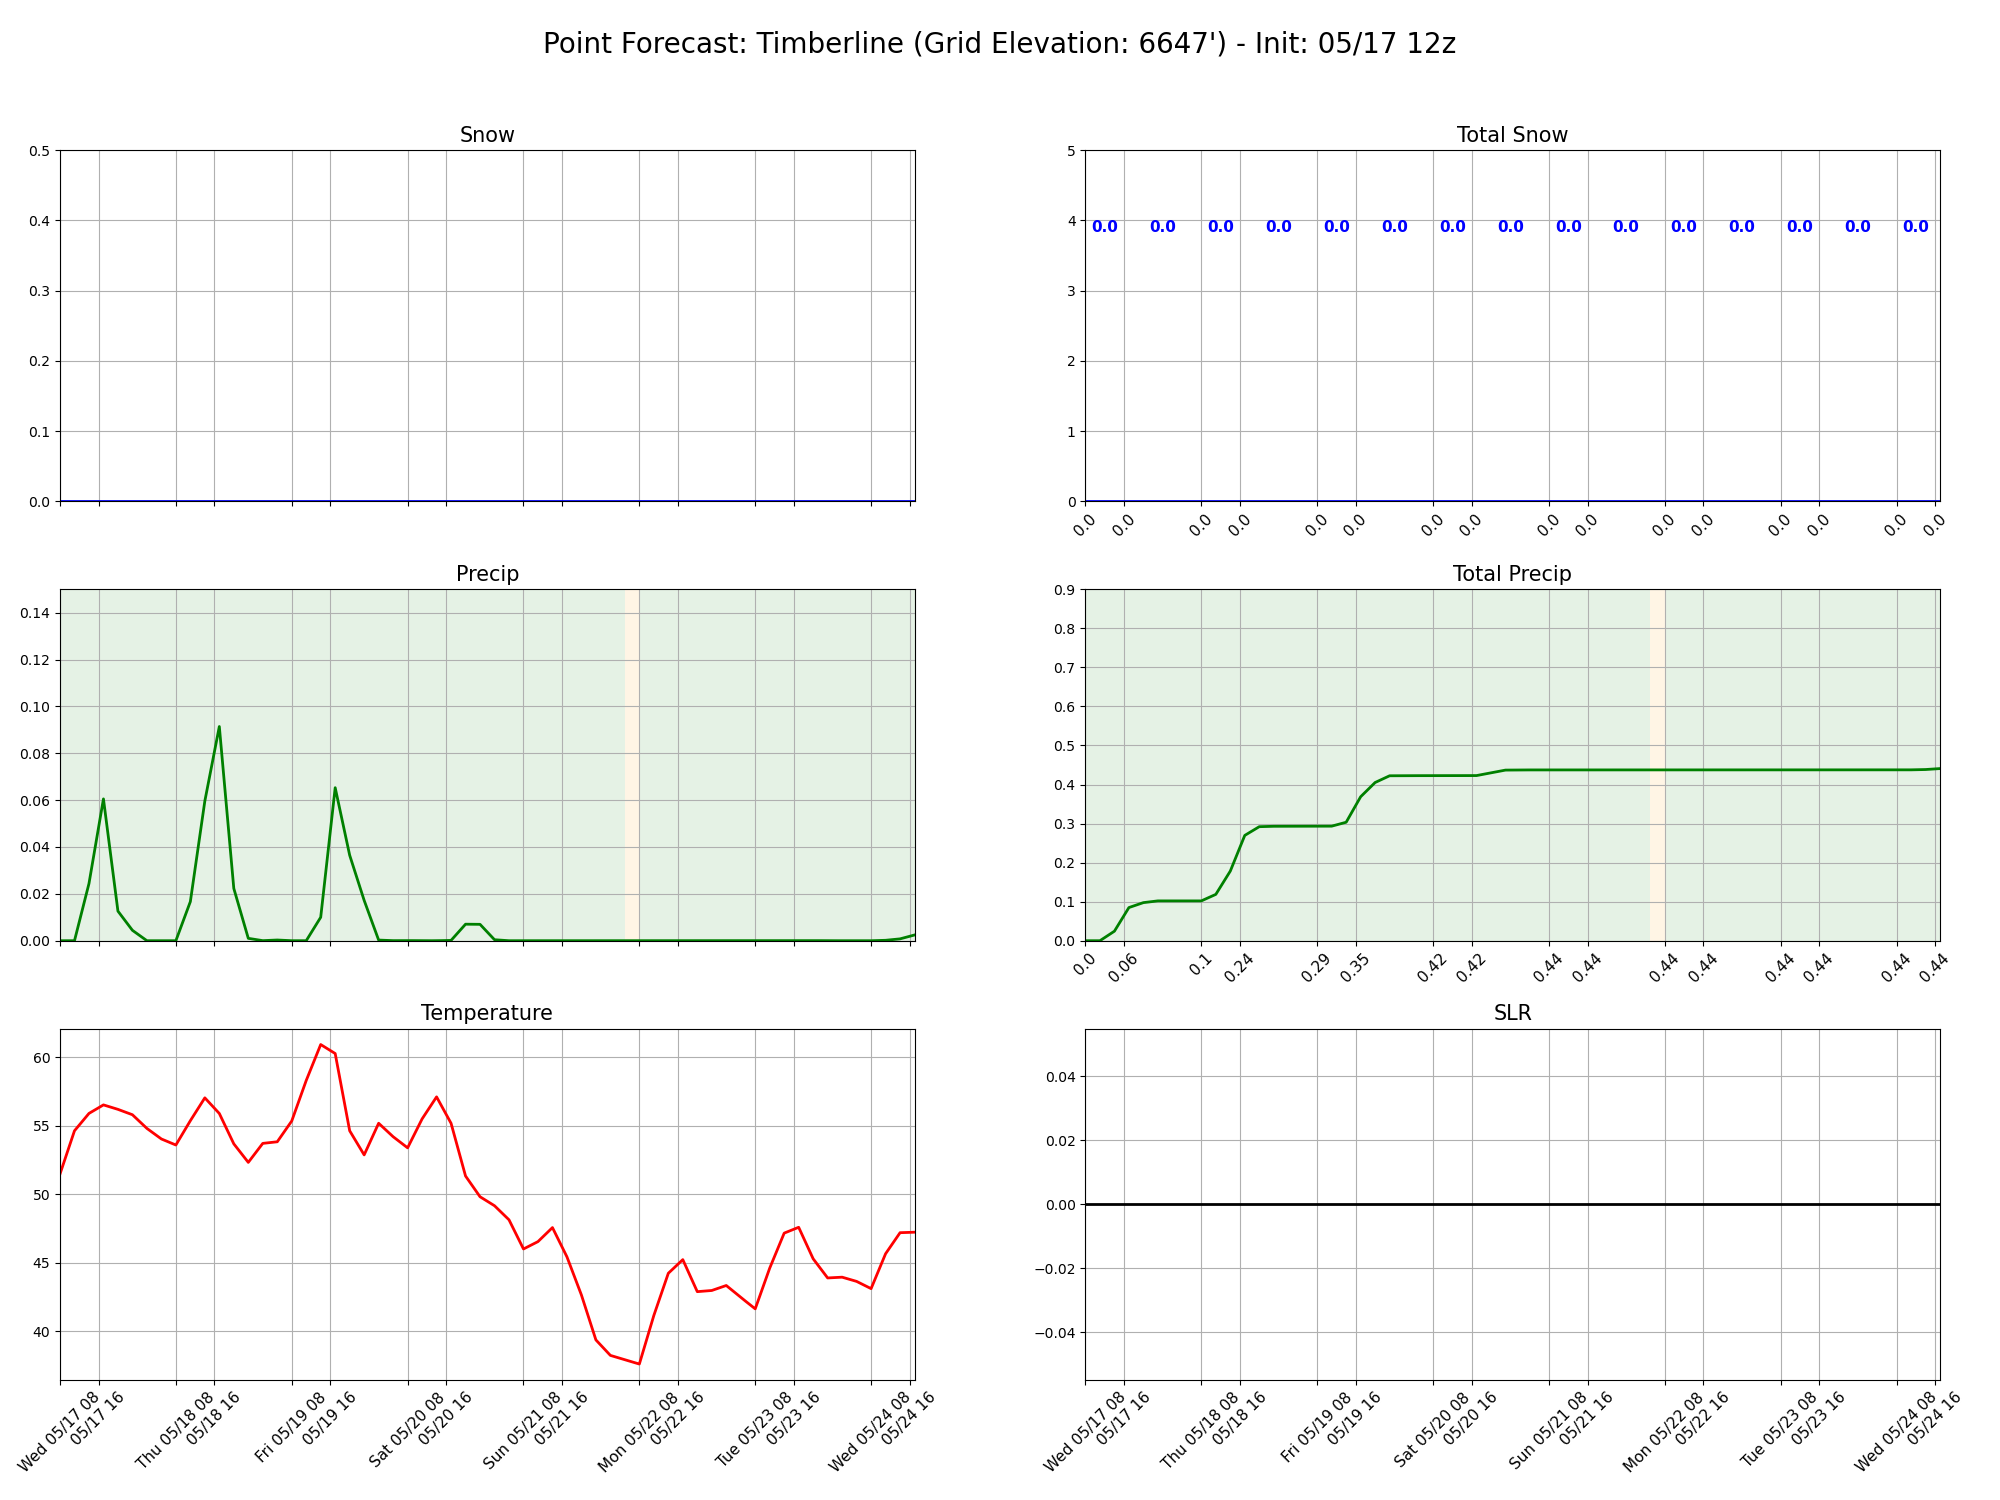 Point Forecast: Timberline (Grid Elevation: 6647') - Init: 05/17 12z
Snow
0.5
0.4
0.3
0.2
0.1
0.0
Total Snow
5
4
3
2
1
0
0.0 0.0 0.0 0.0 0.0 0.0 0.0 0.0 0.0 0.0 0.0 0.0 0.0 0.0 0.0
0.0 0.0 0.0 0.0 0.0 0.0 0.0 0.0 0.0 0.0 0.0 0.0 0.0 0.0 0.0 0.0
Precip
0.14
0.12
0.10
0.08
0.06
0.04
0.02
0.00
Total Precip
0.9
0.8
0.7
0.6
0.5
0.4
0.3
0.2
0.1
0.0
0.0 0.06 0.1 0.24 0.29 0.35 0.42 0.42 0.44 0.44 0.44 0.44 0.44 0.44 0.44 0.44
Temperature
60
55
50
45
40
Wed 05/17 08
05/17 16
Thu 05/18 08
05/18 16
Fri 05/19 08
05/19 16
Sat 05/20 08
05/20 16
Sun 05/21 08
05/21 16
Mon 05/22 08
05/22 16
Tue 05/23 08
05/23 16
Wed 05/24 08
05/24 16
SLR
0.04
0.02
0.00
−0.02
−0.04
Wed 05/17 08
05/17 16
Thu 05/18 08
05/18 16
Fri 05/19 08
05/19 16
Sat 05/20 08
05/20 16
Sun 05/21 08
05/21 16
Mon 05/22 08
05/22 16
Tue 05/23 08
05/23 16
Wed 05/24 08
05/24 16